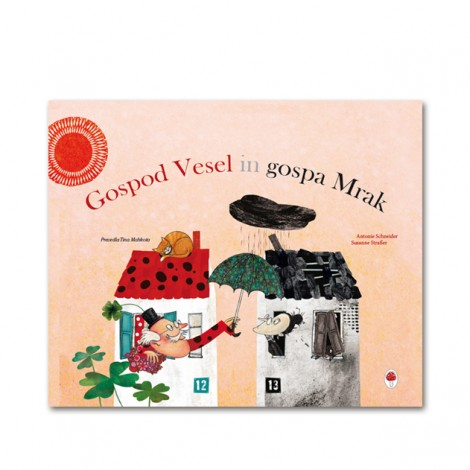 Gospod Vesel in gospa Mrak
Prevedla Tina Mahkota
Antonie Schneider
Susanne Straßer
12
13